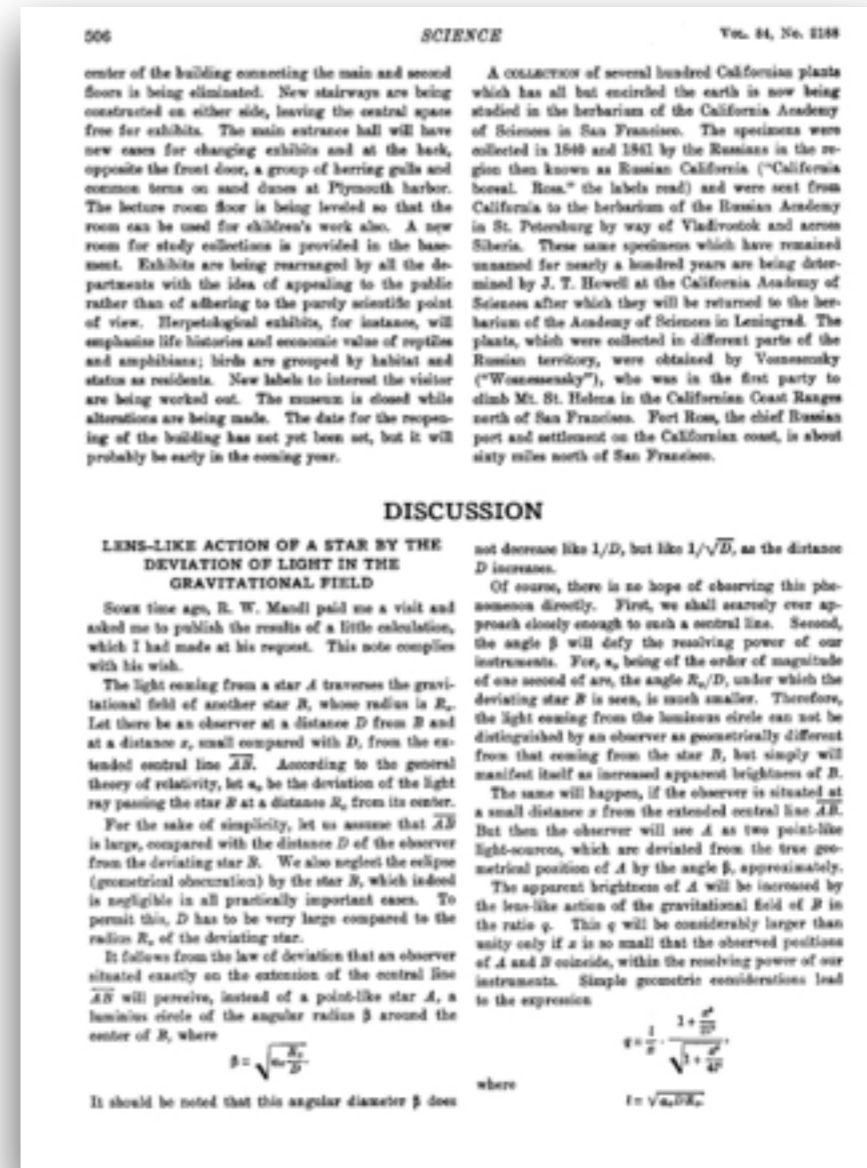 506
SCIENCE
VOL. 84, No. 2188
center of the building connecting the main and second
floors is being eliminated. New stairways are being
constructed on either side, leaving the central space
free for exhibits. The main entrance hall will have
new cases for changing exhibits and at the back,
opposite the front door, a group of herring gulls and
common terns on sand dunes at Plymouth harbor.
The lecture room floor is being leveled so that the
room can be used for children's work also. A new
room for study collections is provided in the base-
ment. Exhibits are being rearranged by all the de-
partments with the idea of appealing to the public
rather than of adhering to the purely scientific point
of view. Herpetological exhibits, for instance, will
emphasize life histories and economic value of reptiles
and amphibians; birds are grouped by habitat and
status as residents. New labels to interest the visitor
are being worked out. The museum is closed while
alterations are being made. The date for the reopen-
ing of the building has not yet been set, but it will
probably be early in the coming year.
A COLLECTION of several hundred Californian plants
which has all but encircled the earth is now being
studied in the herbarium of the California Academy
of Sciences in San Francisco. The specimens were
collected in 1840 and 1841 by the Russians in the re-
gion then known as Russian California ("California
boreal. Ross." the labels read) and were sent from
California to the herbarium of the Russian Academy
in St. Petersburg by way of Vladivostok and across
Siberia. These same specimens which have remained
unnamed for nearly a hundred years are being deter-
mined by J. T. Howell at the California Academy of
Sciences after which they will be returned to the her-
barium of the Academy of Sciences in Leningrad. The
plants, which were collected in different parts of the
Russian territory, were obtained by Vosnesensky
("Wosnessensky"), who was in the first party to
climb Mt. St. Helena in the Californian Coast Ranges
north of San Francisco. Fort Ross, the chief Russian
port and settlement on the Californian coast, is about
sixty miles north of San Francisco.
DISCUSSION
LENS-LIKE ACTION OF A STAR BY THE
DEVIATION OF LIGHT IN THE
GRAVITATIONAL FIELD
SOME time ago, R. W. Mandl paid me a visit and
asked me to publish the results of a little calculation,
which I had made at his request. This note complies
with his wish.
The light coming from a star A traverses the gravi-
tational field of another star B, whose radius is Rₒ.
Let there be an observer at a distance D from B and
at a distance x, small compared with D, from the ex-
tended central line A̅B̅. According to the general
theory of relativity, let αₒ be the deviation of the light
ray passing the star B at a distance Rₒ from its center.
For the sake of simplicity, let us assume that A̅B̅
is large, compared with the distance D of the observer
from the deviating star B. We also neglect the eclipse
(geometrical obscuration) by the star B, which indeed
is negligible in all practically important cases. To
permit this, D has to be very large compared to the
radius Rₒ of the deviating star.
It follows from the law of deviation that an observer
situated exactly on the extension of the central line
A̅B̅ will perceive, instead of a point-like star A, a
luminius circle of the angular radius β around the
center of B, where
β = √(αₒ Rₒ/D)
It should be noted that this angular diameter β does
not decrease like 1/D, but like 1/√D, as the distance
D increases.
Of course, there is no hope of observing this phe-
nomenon directly. First, we shall scarcely ever ap-
proach closely enough to such a central line. Second,
the angle β will defy the resolving power of our
instruments. For, αₒ being of the order of magnitude
of one second of arc, the angle Rₒ/D, under which the
deviating star B is seen, is much smaller. Therefore,
the light coming from the luminous circle can not be
distinguished by an observer as geometrically different
from that coming from the star B, but simply will
manifest itself as increased apparent brightness of B.
The same will happen, if the observer is situated at
a small distance x from the extended central line A̅B̅.
But then the observer will see A as two point-like
light-sources, which are deviated from the true geo-
metrical position of A by the angle β, approximately.
The apparent brightness of A will be increased by
the lens-like action of the gravitational field of B in
the ratio q. This q will be considerably larger than
unity only if x is so small that the observed positions
of A and B coincide, within the resolving power of our
instruments. Simple geometric considerations lead
to the expression
where
l = √(αₒDRₒ